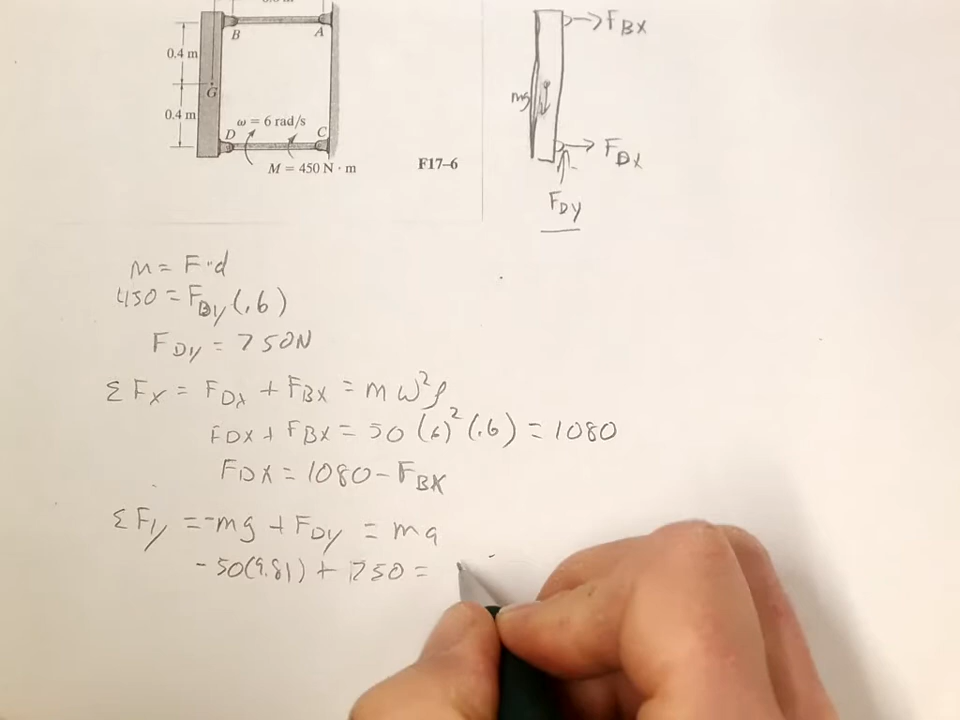 B
A
0.4 m
G
0.4 m
ω = 6 rad/s
D
C
M = 450 N · m
F17–6
FBX
mg
FDX
FDY
M = F·d
450 = FBy (.6)
FDy = 750N
ΣFx = FDx + FBX = mω²ρ
FDX + FBX = 50 (6)² (.6) = 1080
FDX = 1080 - FBX
ΣFy = -mg + FDy = ma
-50(9.81) + 750 =